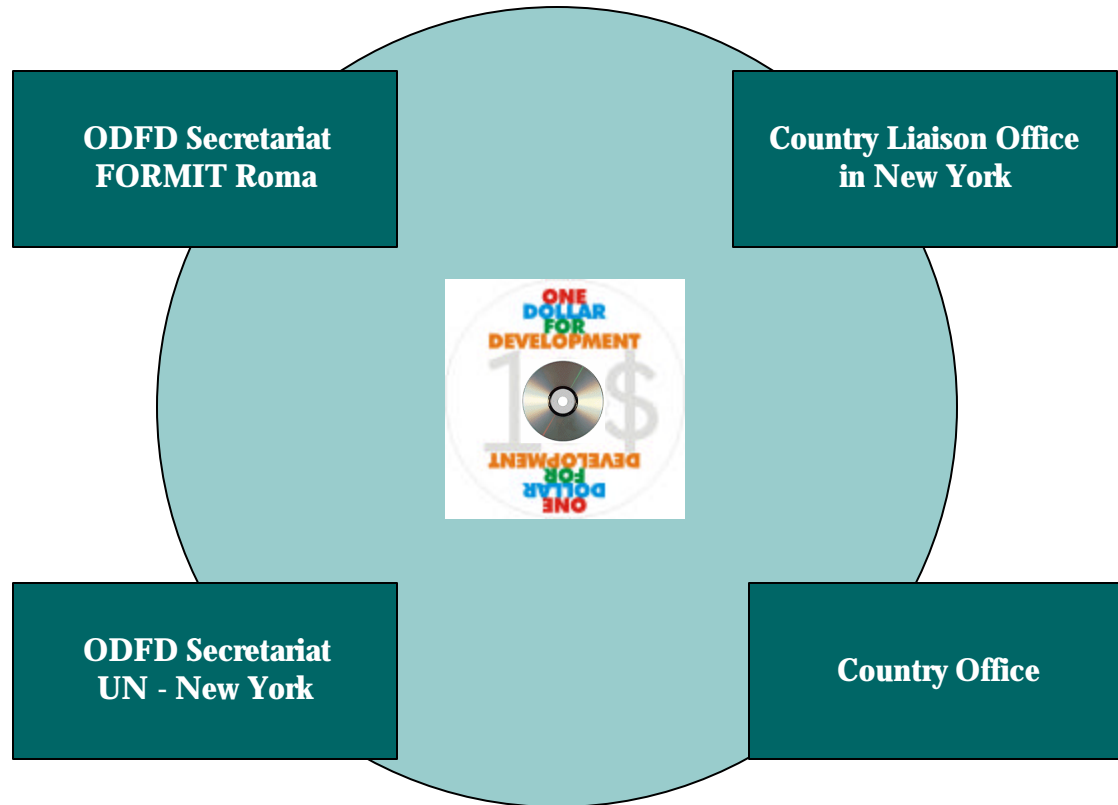 ODFD Secretariat
FORMIT Roma
Country Liaison Office
in New York
ONE
DOLLAR
FOR
DEVELOPMENT
1 $
DEVELOPMENT
FOR
DOLLAR
ONE
ODFD Secretariat
UN - New York
Country Office